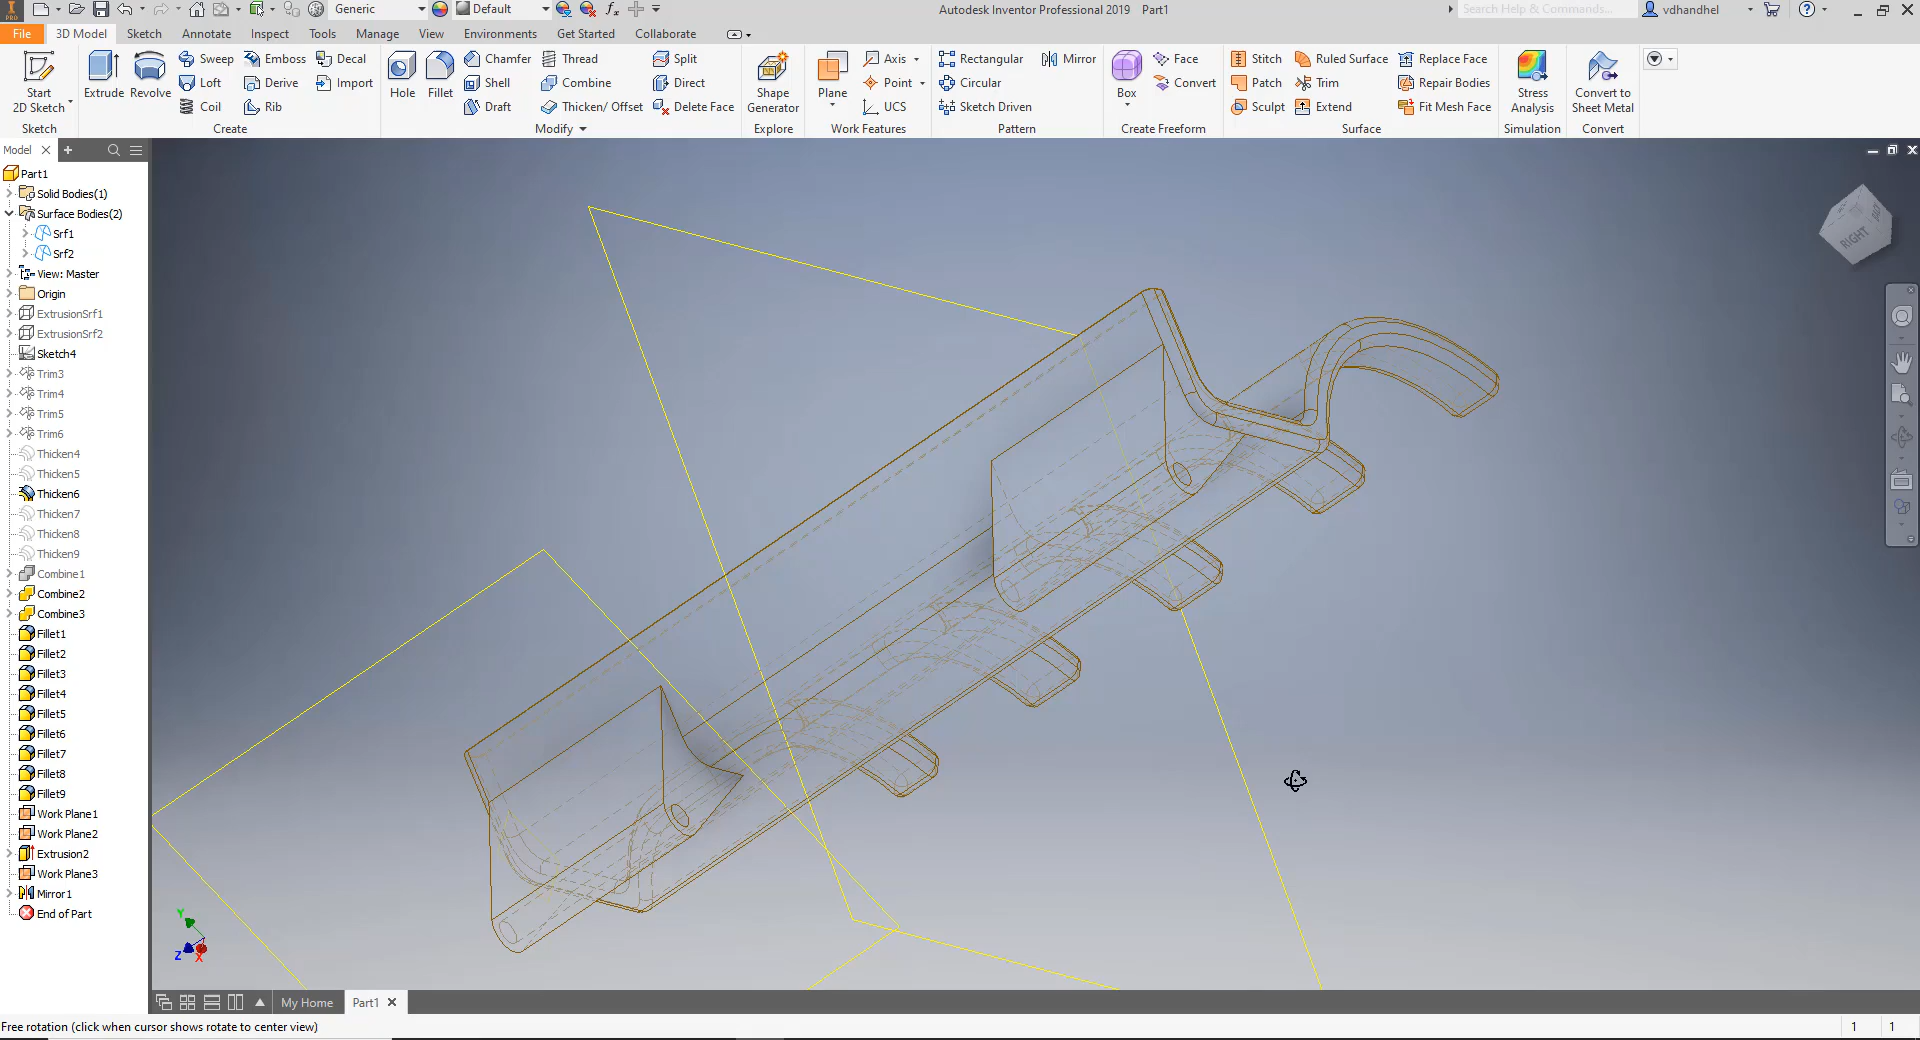 Generic
Default
Autodesk Inventor Professional 2019 Part1
Search Help & Commands...
vdhandhel
File 3D Model Sketch Annotate Inspect Tools Manage View Environments Get Started Collaborate
Start
2D Sketch
Sketch
Extrude
Revolve
Sweep
Loft
Coil
Emboss
Derive
Rib
Decal
Import
Create
Hole
Fillet
Chamfer
Shell
Draft
Thread
Combine
Thicken/ Offset
Split
Direct
Delete Face
Modify
Shape
Generator
Explore
Plane
Axis
Point
UCS
Work Features
Rectangular
Circular
Sketch Driven
Mirror
Pattern
Box
Face
Convert
Create Freeform
Stitch
Patch
Sculpt
Ruled Surface
Trim
Extend
Replace Face
Repair Bodies
Fit Mesh Face
Surface
Stress
Analysis
Simulation
Convert to
Sheet Metal
Convert
Model
Part1
Solid Bodies(1)
Surface Bodies(2)
Srf1
Srf2
View: Master
Origin
ExtrusionSrf1
ExtrusionSrf2
Sketch4
Trim3
Trim4
Trim5
Trim6
Thicken4
Thicken5
Thicken6
Thicken7
Thicken8
Thicken9
Combine1
Combine2
Combine3
Fillet1
Fillet2
Fillet3
Fillet4
Fillet5
Fillet6
Fillet7
Fillet8
Fillet9
Work Plane1
Work Plane2
Extrusion2
Work Plane3
Mirror1
End of Part
RIGHT
BACK
Y
Z X
My Home Part1
Free rotation (click when cursor shows rotate to center view)
1 1